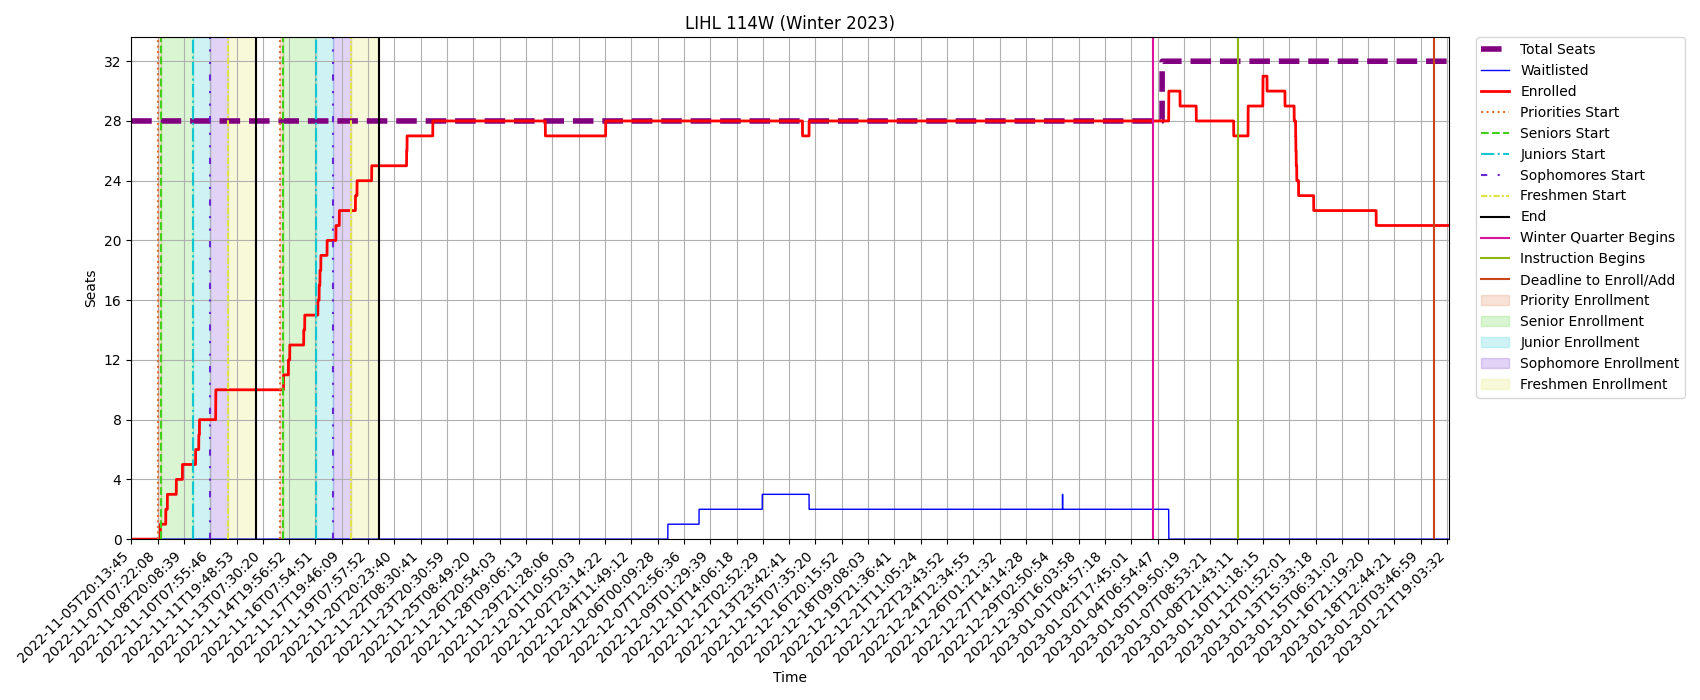 LIHL 114W (Winter 2023)
Seats
32
28
24
20
16
12
8
4
0
2022-11-05T20:13:45
2022-11-07T07:22:08
2022-11-08T20:08:39
2022-11-10T07:55:46
2022-11-11T19:48:53
2022-11-13T07:30:20
2022-11-14T19:56:52
2022-11-16T07:54:51
2022-11-17T19:46:09
2022-11-19T07:57:52
2022-11-20T20:23:40
2022-11-22T08:30:41
2022-11-23T20:30:59
2022-11-25T08:49:20
2022-11-26T20:54:03
2022-11-28T09:06:13
2022-11-29T21:28:06
2022-12-01T10:50:03
2022-12-02T23:14:22
2022-12-04T11:49:12
2022-12-06T00:09:28
2022-12-07T12:56:36
2022-12-09T01:29:39
2022-12-10T14:06:19
2022-12-12T02:52:29
2022-12-13T23:42:41
2022-12-15T07:35:20
2022-12-16T20:15:52
2022-12-18T09:08:03
2022-12-19T21:36:41
2022-12-21T11:05:24
2022-12-22T23:43:52
2022-12-24T12:34:55
2022-12-26T01:21:32
2022-12-27T14:14:28
2022-12-29T02:50:54
2022-12-30T16:03:58
2023-01-01T04:57:18
2023-01-02T17:45:01
2023-01-04T06:54:47
2023-01-05T19:50:19
2023-01-07T08:53:21
2023-01-08T21:43:11
2023-01-10T11:18:15
2023-01-12T01:52:01
2023-01-13T15:33:18
2023-01-15T06:31:02
2023-01-16T21:19:20
2023-01-18T12:44:21
2023-01-20T03:46:59
2023-01-21T19:03:32
Time
Total Seats
Waitlisted
Enrolled
Priorities Start
Seniors Start
Juniors Start
Sophomores Start
Freshmen Start
End
Winter Quarter Begins
Instruction Begins
Deadline to Enroll/Add
Priority Enrollment
Senior Enrollment
Junior Enrollment
Sophomore Enrollment
Freshmen Enrollment